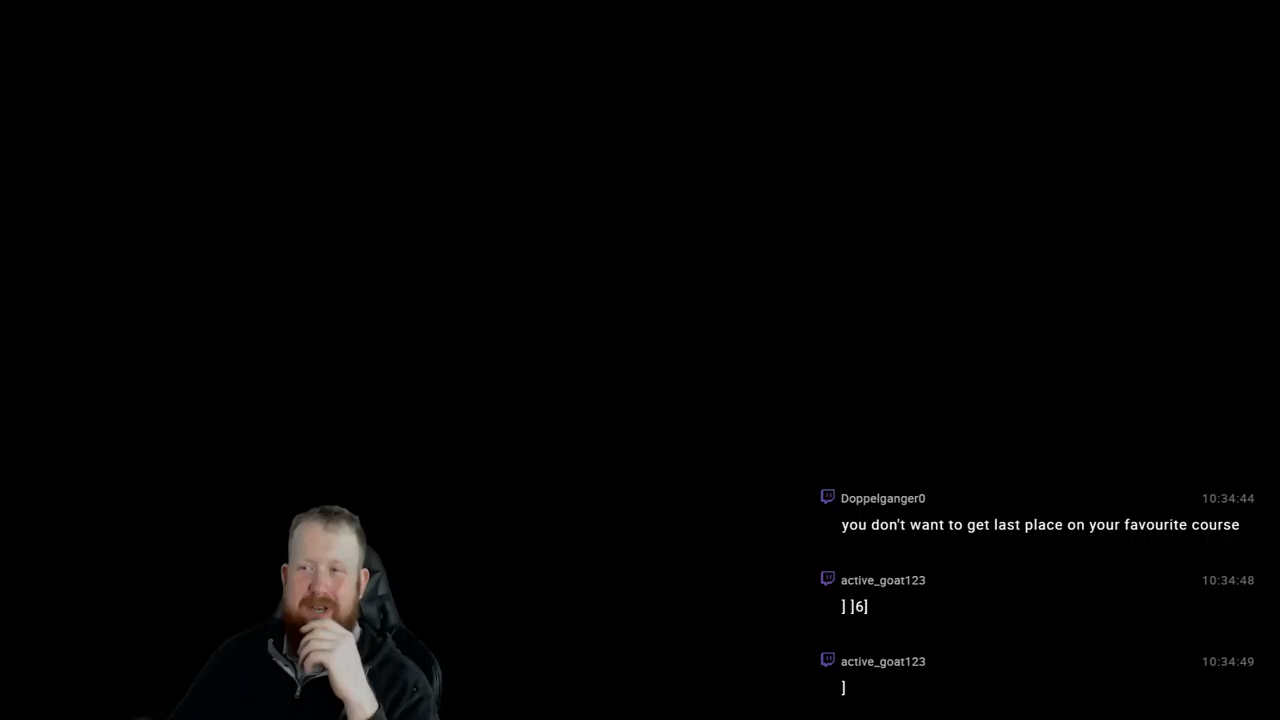 Doppelganger0 10:34:44
you don't want to get last place on your favourite course
active_goat123 10:34:48
] ]6]
active_goat123 10:34:49
]